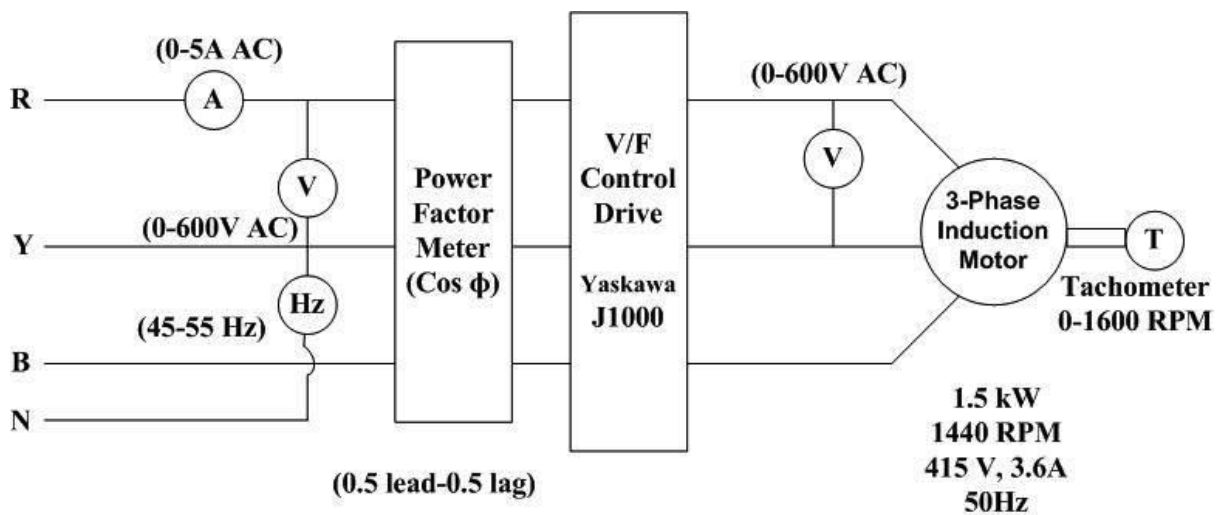 (0-5A AC)
R
A
V
(0-600V AC)
Y
Hz
(45-55 Hz)
B
N
Power
Factor
Meter
(Cos ϕ)
(0.5 lead-0.5 lag)
V/F
Control
Drive
Yaskawa
J1000
(0-600V AC)
V
3-Phase
Induction
Motor
T
Tachometer
0-1600 RPM
1.5 kW
1440 RPM
415 V, 3.6A
50Hz